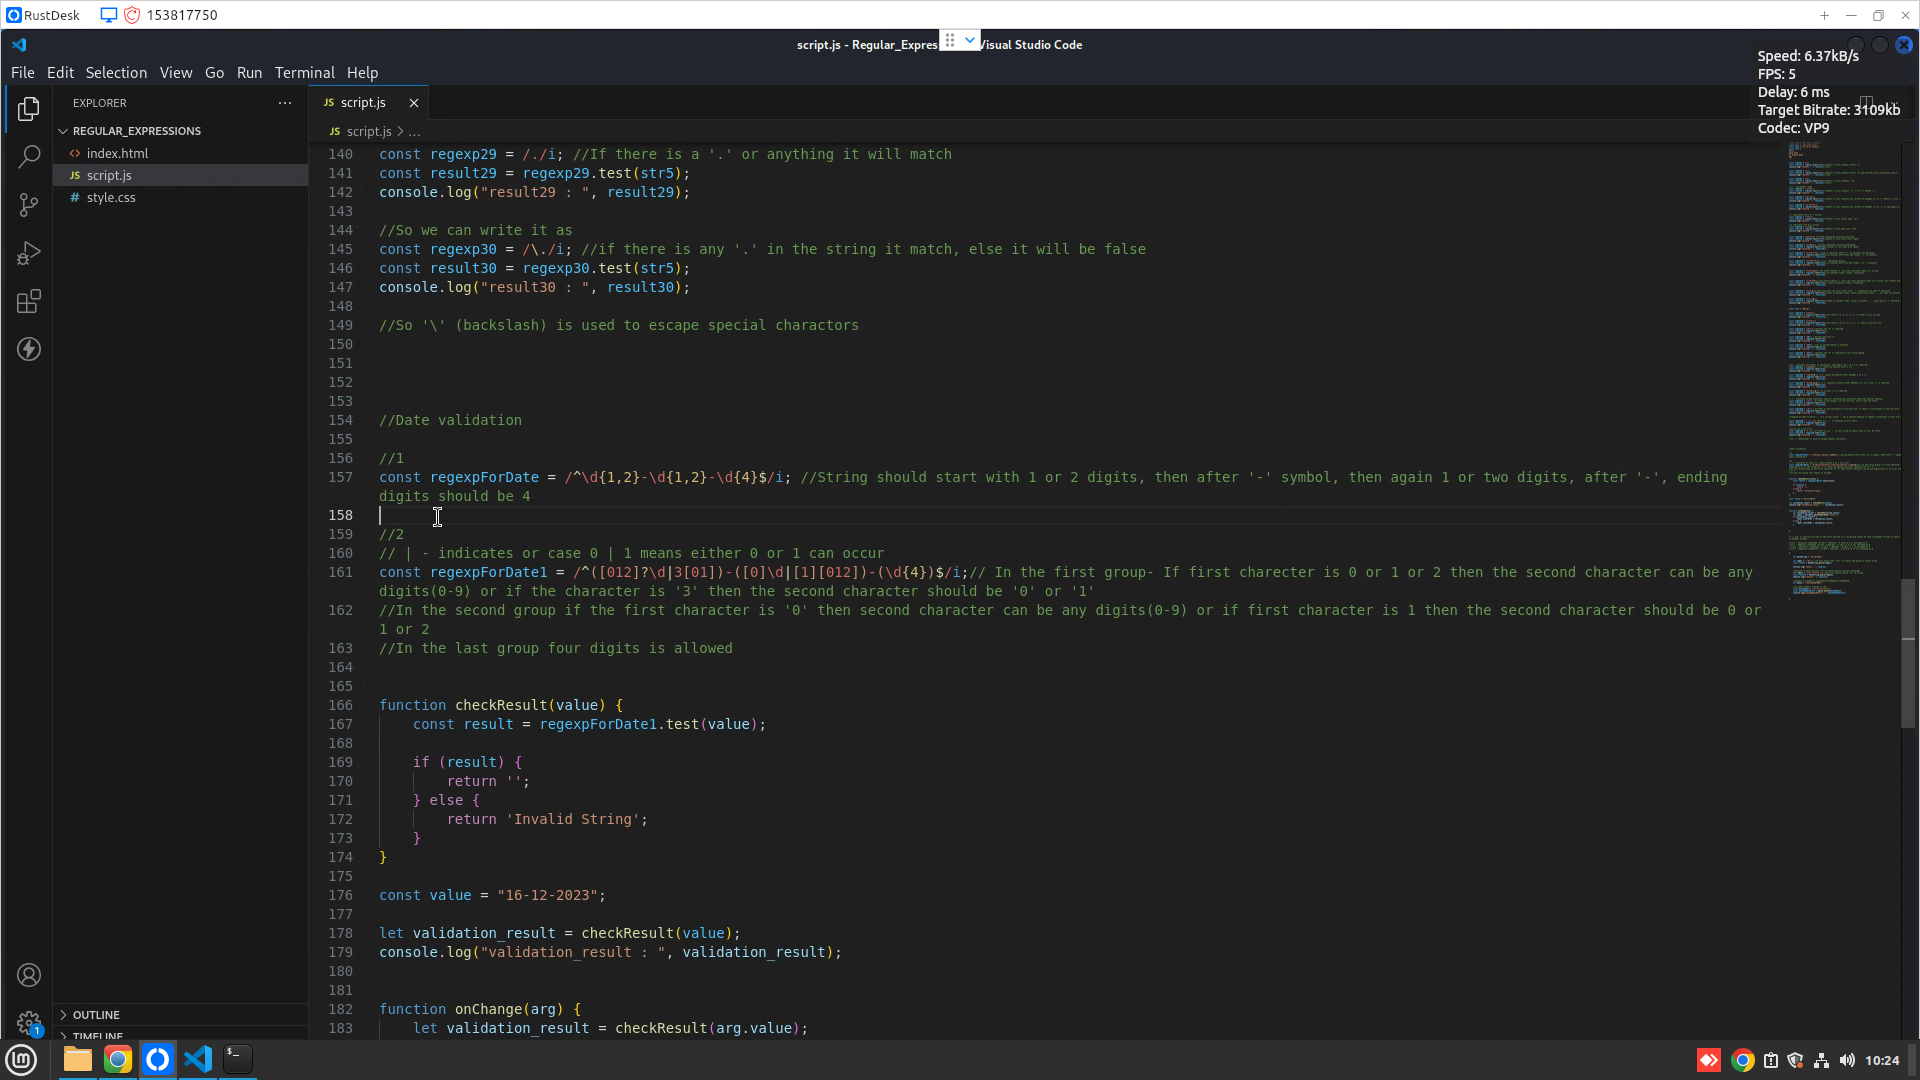 RustDesk 153817750
script.js - Regular_Expres Visual Studio Code
File Edit Selection View Go Run Terminal Help
Speed: 6.37kB/s
FPS: 5
Delay: 6 ms
Target Bitrate: 3109kb
Codec: VP9
EXPLORER
REGULAR_EXPRESSIONS
<> index.html
JS script.js
# style.css
OUTLINE
TIMELINE
1
JS script.js
JS script.js > ...
140 const regexp29 = /./i; //If there is a '.' or anything it will match
141 const result29 = regexp29.test(str5);
142 console.log("result29 : ", result29);
143
144 //So we can write it as
145 const regexp30 = /\./i; //if there is any '.' in the string it match, else it will be false
146 const result30 = regexp30.test(str5);
147 console.log("result30 : ", result30);
148
149 //So '\' (backslash) is used to escape special charactors
150
151
152
153
154 //Date validation
155
156 //1
157 const regexpForDate = /^\d{1,2}-\d{1,2}-\d{4}$/i; //String should start with 1 or 2 digits, then after '-' symbol, then again 1 or two digits, after '-', ending
digits should be 4
158
159 //2
160 // | - indicates or case 0 | 1 means either 0 or 1 can occur
161 const regexpForDate1 = /^([012]?\d|3[01])-([0]\d|[1][012])-(\d{4})$/i;// In the first group- If first charecter is 0 or 1 or 2 then the second character can be any
digits(0-9) or if the character is '3' then the second character should be '0' or '1'
162 //In the second group if the first character is '0' then second character can be any digits(0-9) or if first character is 1 then the second character should be 0 or
1 or 2
163 //In the last group four digits is allowed
164
165
166 function checkResult(value) {
167 const result = regexpForDate1.test(value);
168
169 if (result) {
170 return '';
171 } else {
172 return 'Invalid String';
173 }
174 }
175
176 const value = "16-12-2023";
177
178 let validation_result = checkResult(value);
179 console.log("validation_result : ", validation_result);
180
181
182 function onChange(arg) {
183 let validation_result = checkResult(arg.value);
10:24